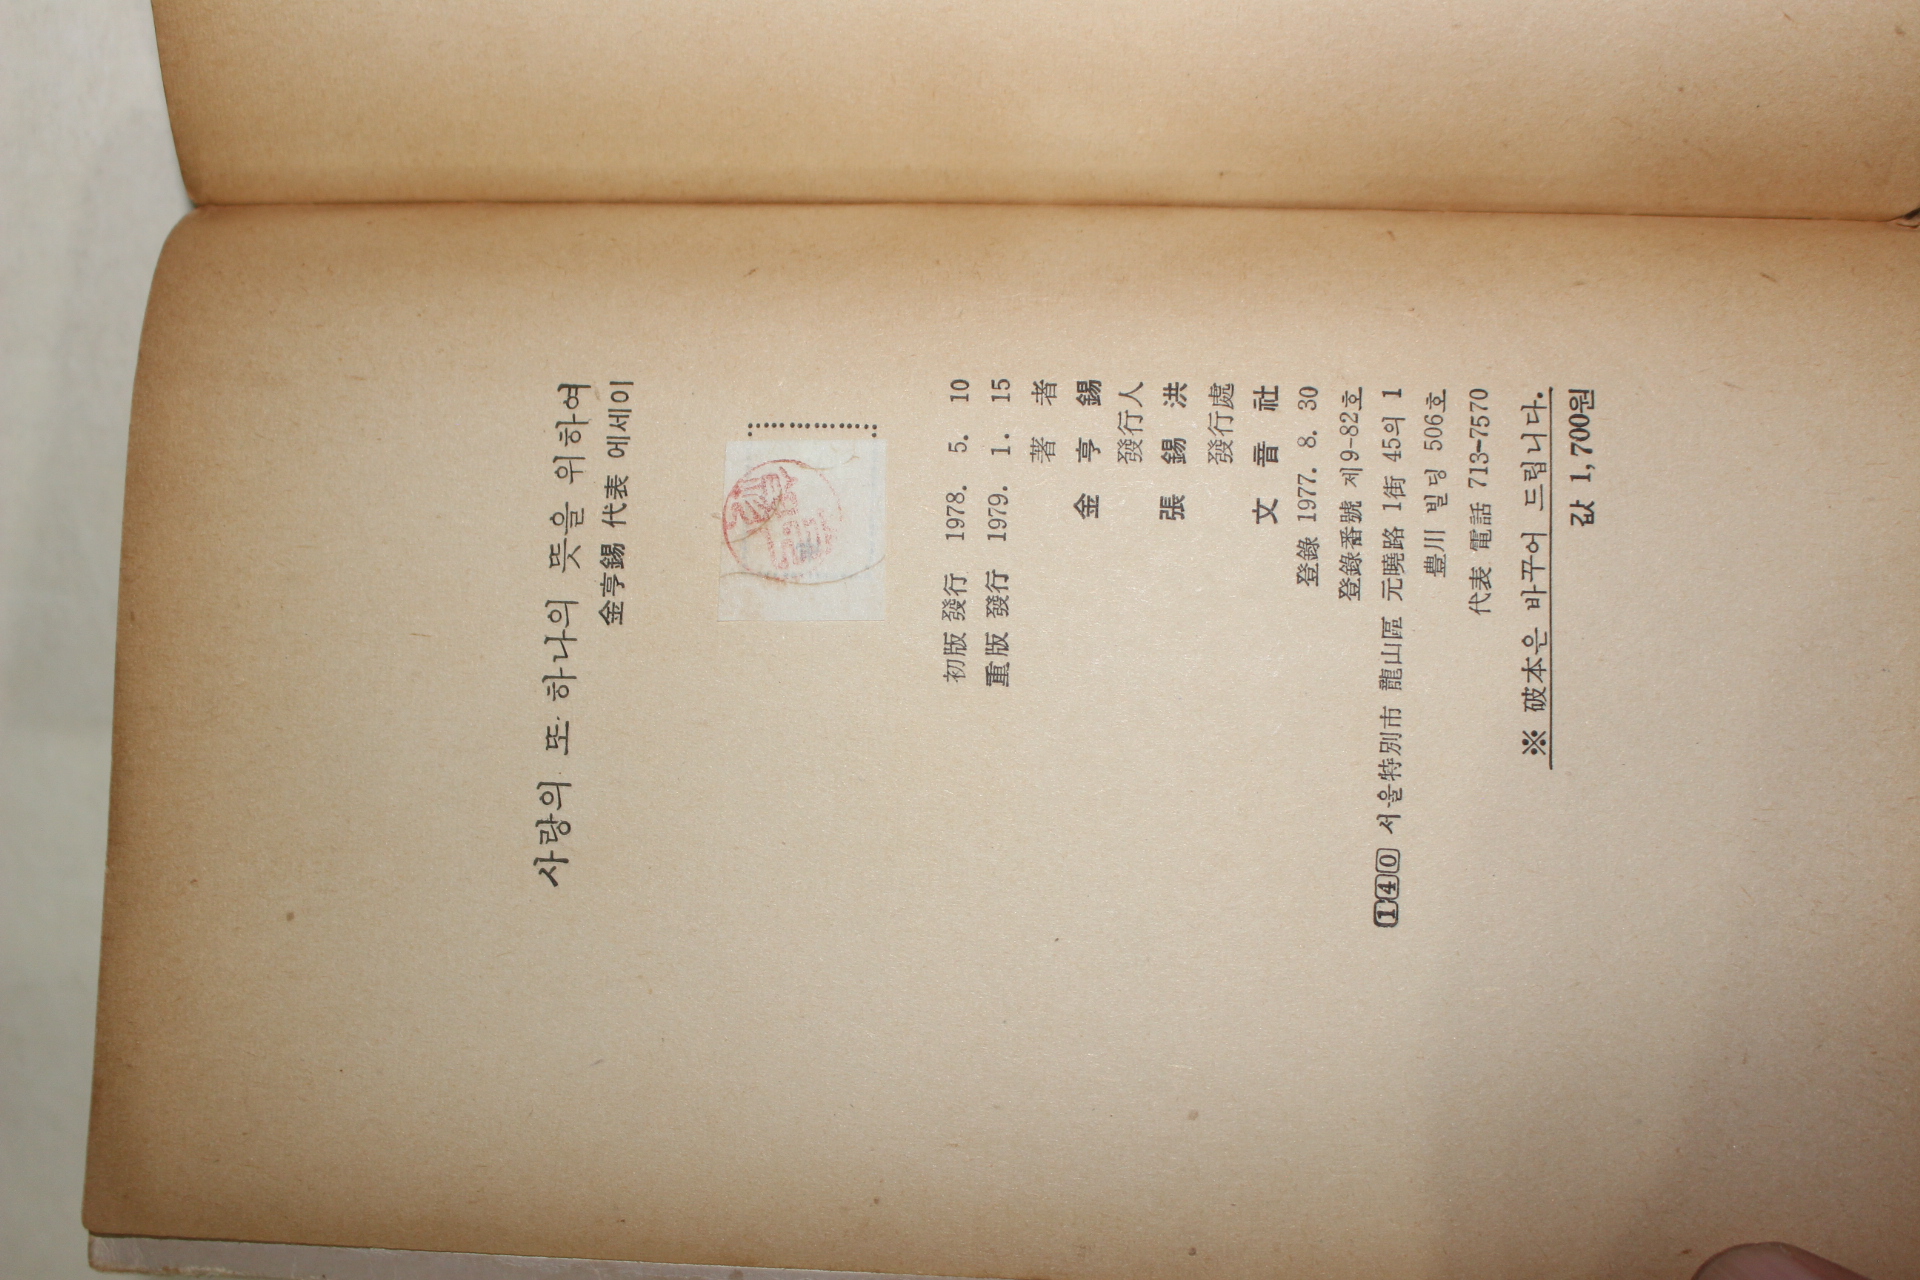 사랑의 또 하나의 뜻을 위하여
金亨錫 代表 에세이
初版 發行 1978. 5. 10
重版 發行 1979. 1. 15
著者
金亨錫
發行人
張錫洪
發行處
文音社
登錄 1977. 8. 30
登錄番號 제9-82호
140 서울特別市 龍山區 元曉路 1街 45의 1
豊川 빌딩 506호
代表 電話 713-7570
※ 破本은 바꾸어 드립니다.
값 1,700원